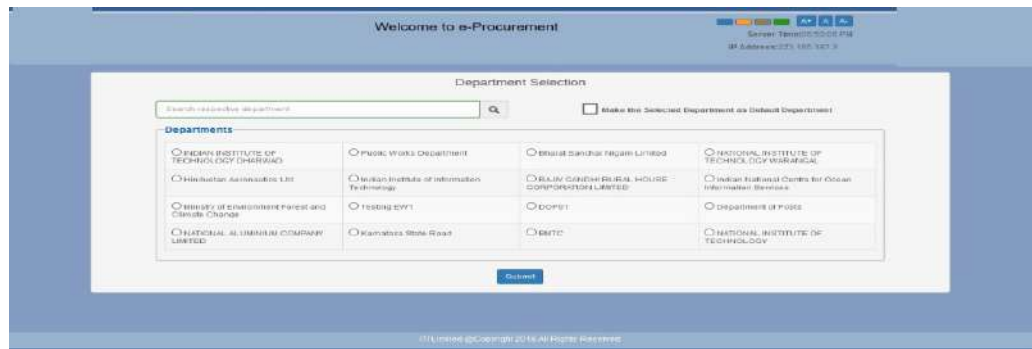 Welcome to e-Procurement
A+ A A-
Server Time
IP Address
Department Selection
Search respective department
Make the Selected Department as Default Department
Departments
INDIAN INSTITUTE OF
TECHNOLOGY DHARWAD
Public Works Department
Bharat Sanchar Nigam Limited
NATIONAL INSTITUTE OF
TECHNOLOGY WARANGAL
Hindustan Aeronautics Ltd
Indian Institute of Information
Technology
RAJIV GANDHI RURAL HOUSE
CORPORATION LIMITED
Indian National Centre for Ocean
Information Services
Ministry of Environment Forest and
Climate Change
Testing EW1
Department of Posts
NATIONAL ALUMINIUM COMPANY
LIMITED
Karnataka State Road
BMTC
NATIONAL INSTITUTE OF
TECHNOLOGY
Submit
ITI Limited @Copyright 2016 All Rights Reserved